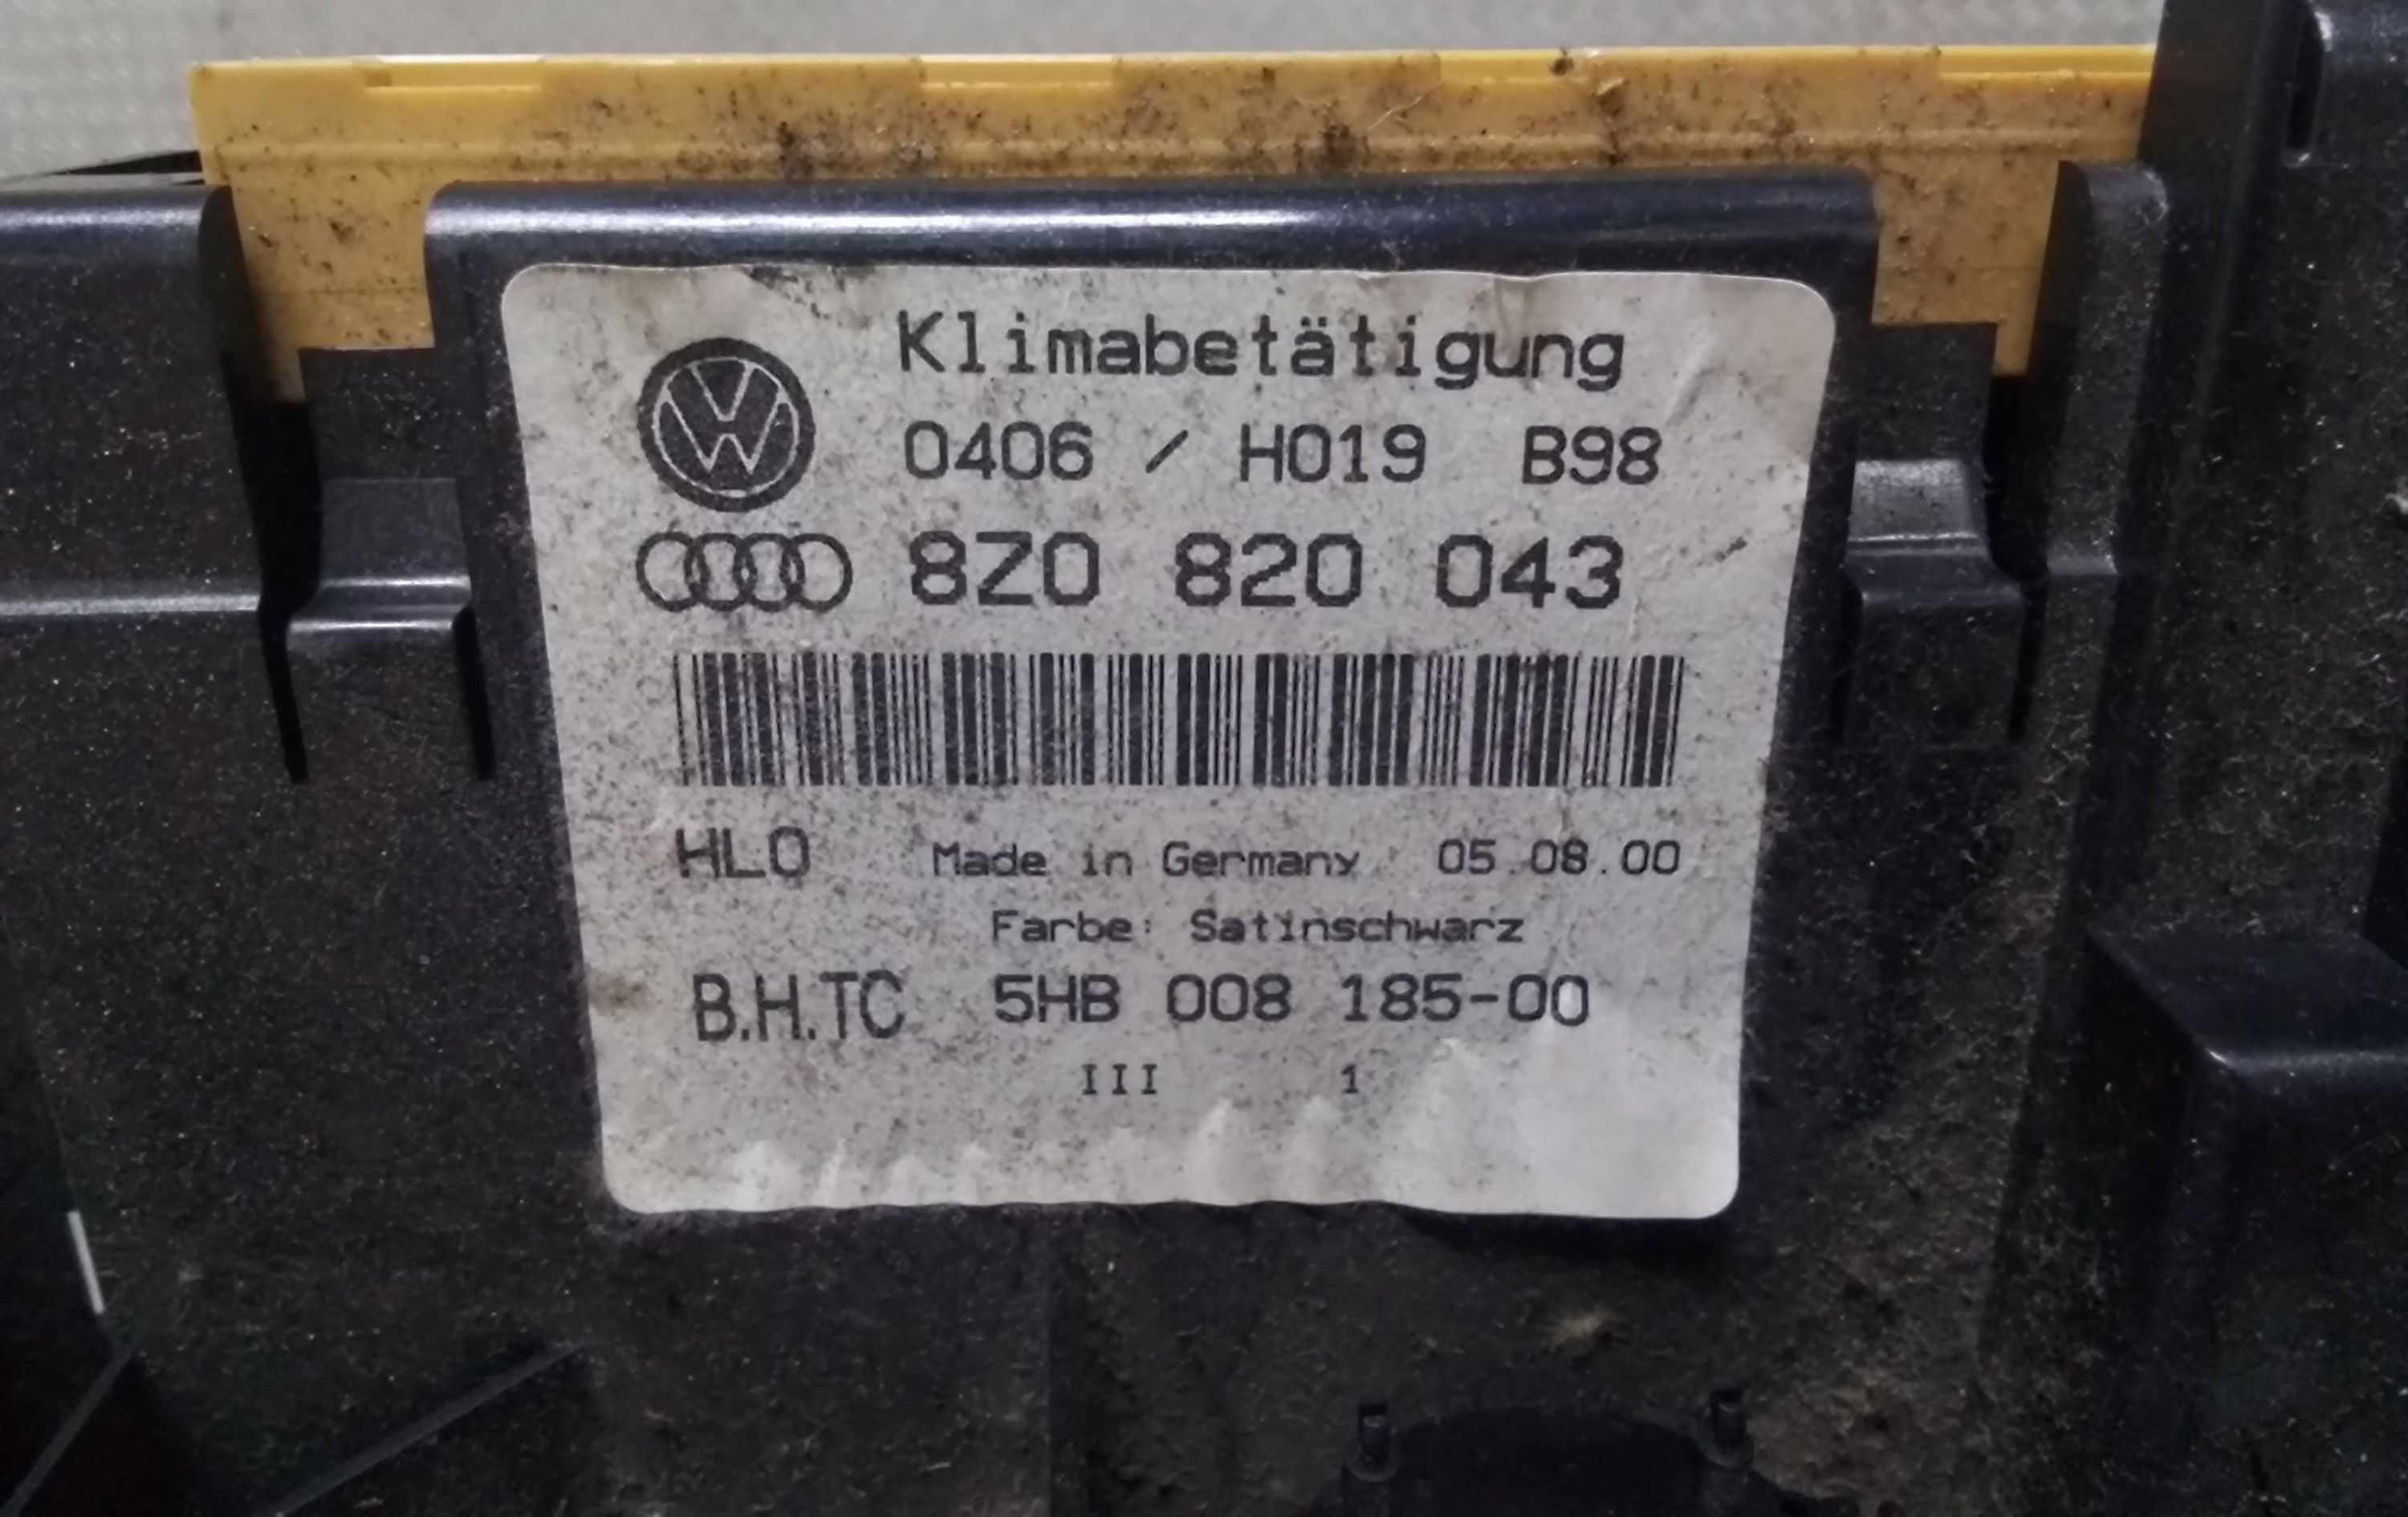 Klimabetätigung
0406 / H019 B98
8Z0 820 043
HLO Made in Germany 05.08.00
Farbe: Satinschwarz
B.H.TC 5HB 008 185-00
III 1